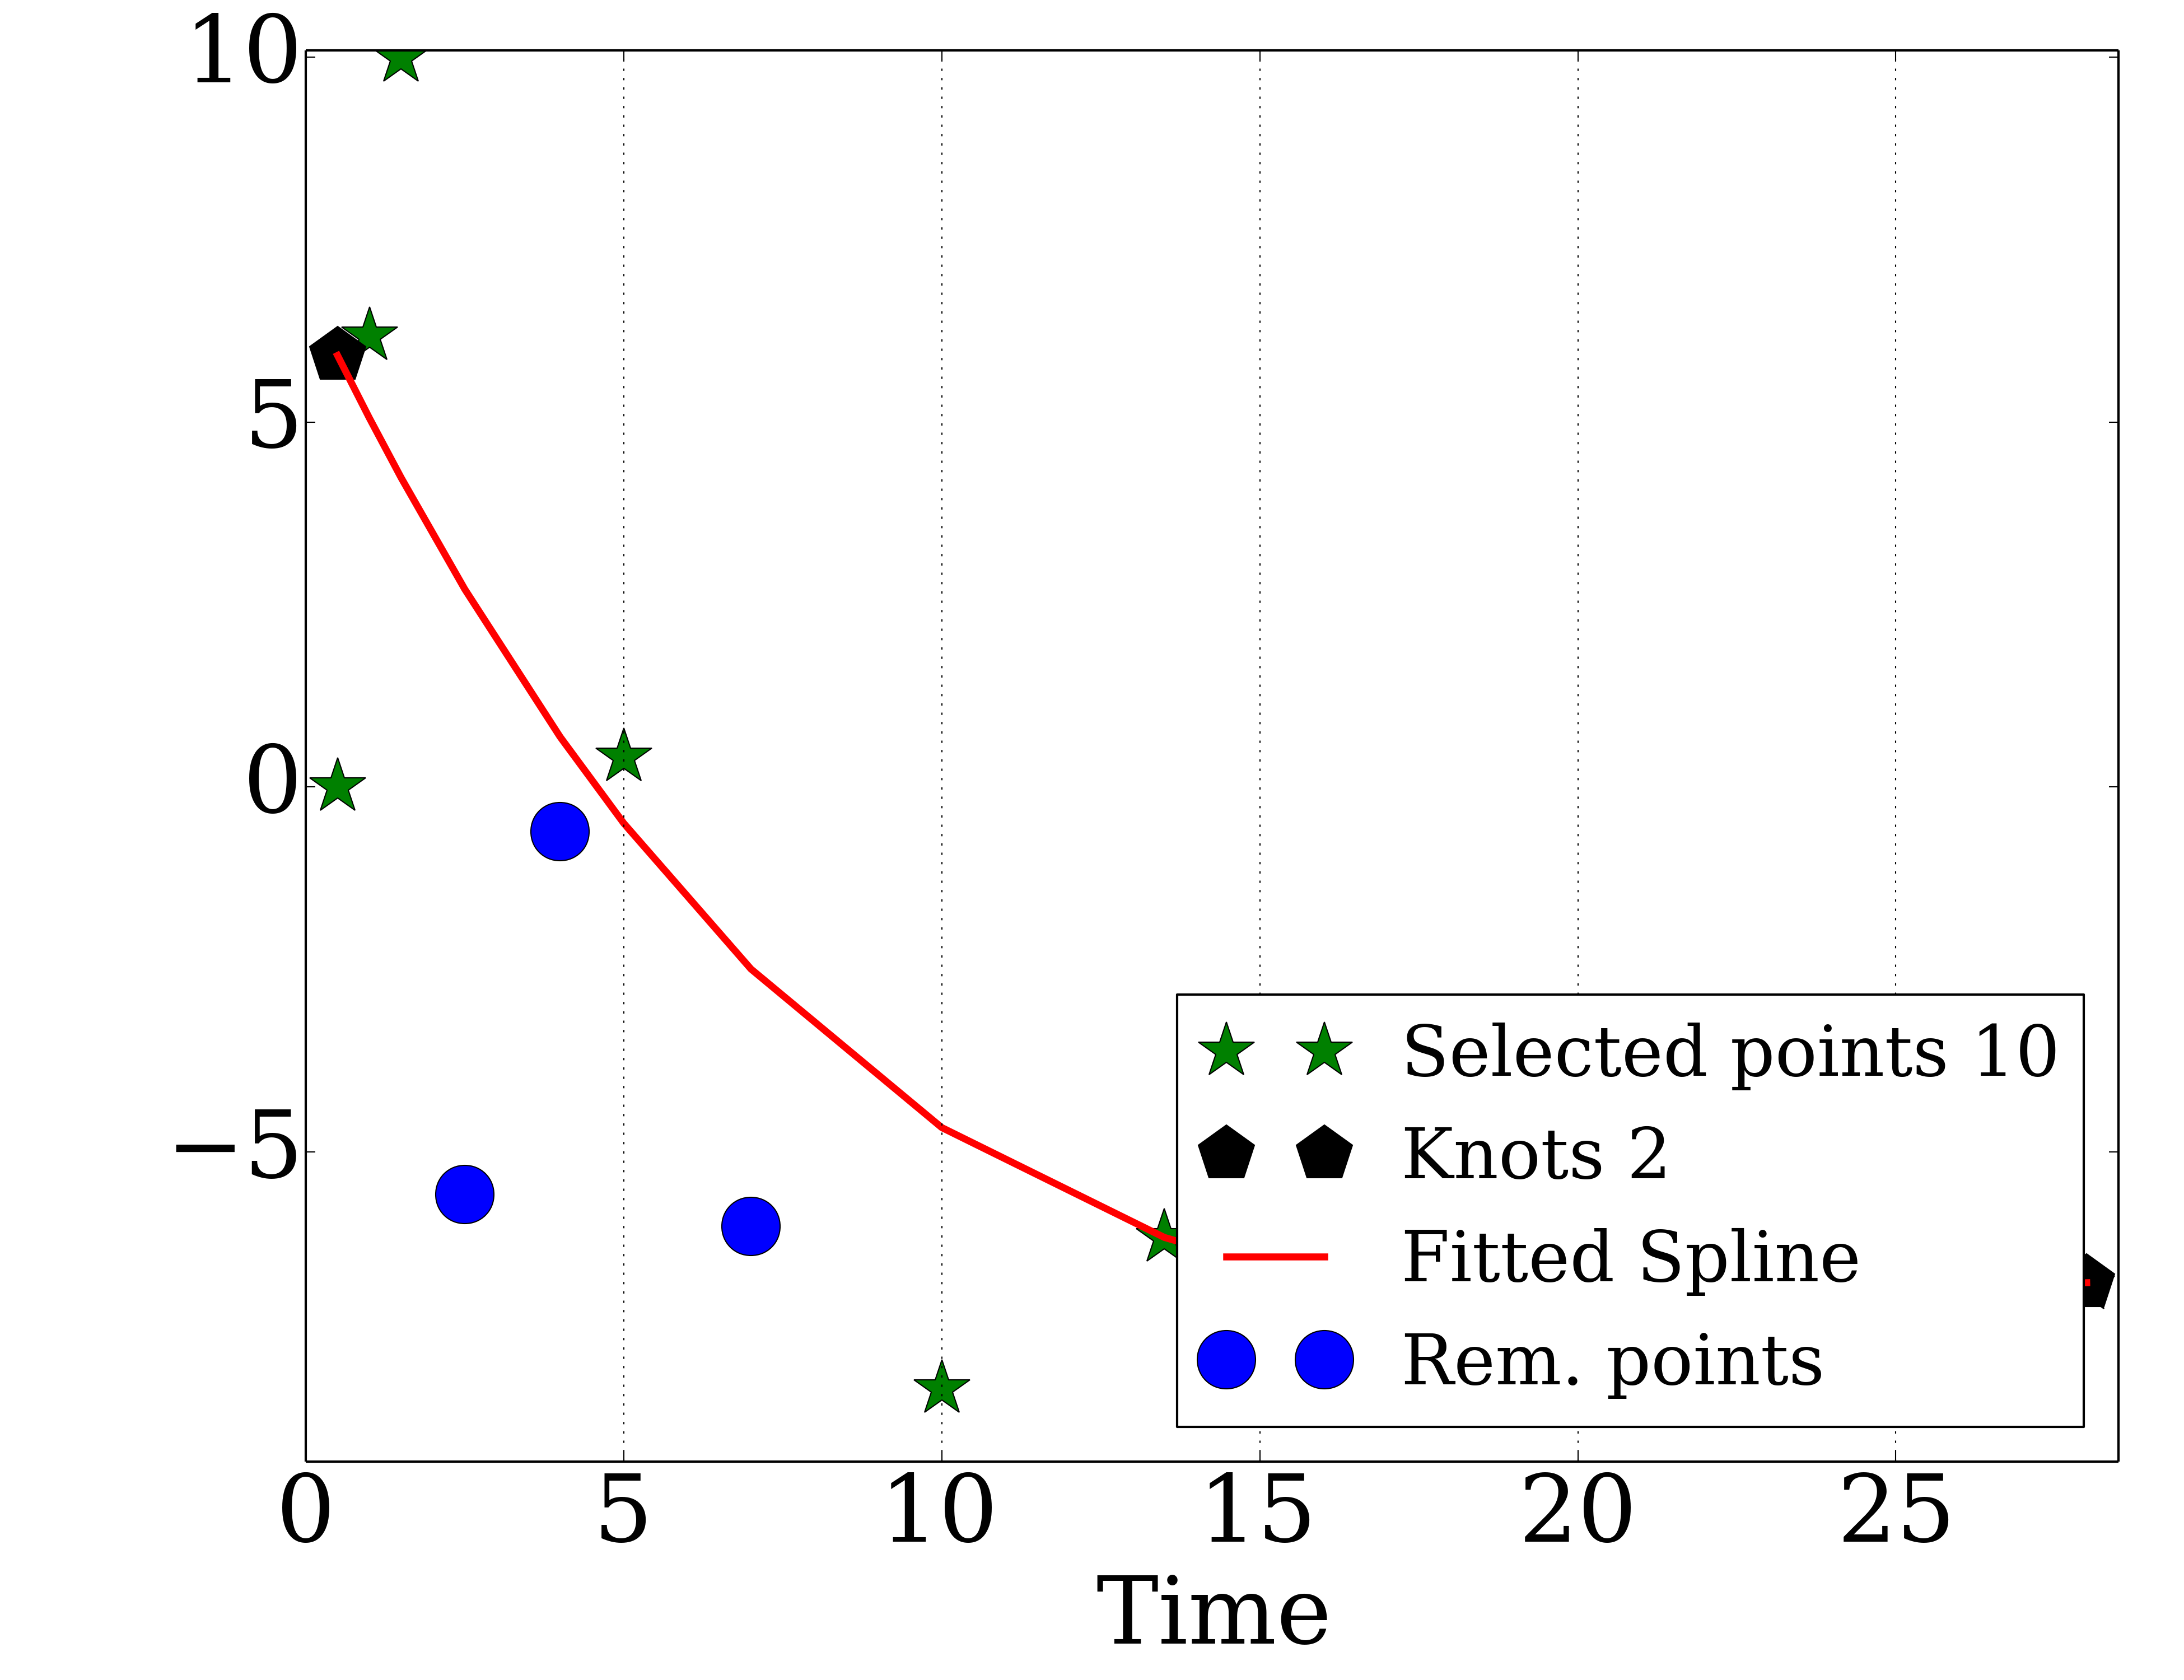 10
5
0
−5
0 5 10 15 20 25
Time
Selected points 10
Knots 2
Fitted Spline
Rem. points